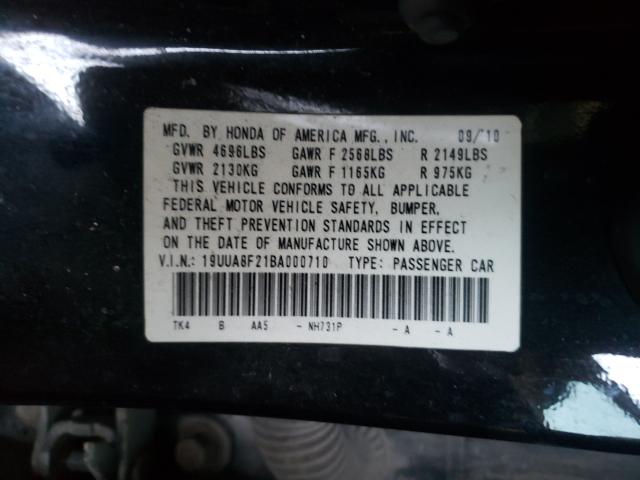 MFD. BY HONDA OF AMERICA MFG., INC. 09/10
GVWR 4696LBS GAWR F 2568LBS R 2149LBS
GVWR 2130KG GAWR F 1165KG R 975KG
THIS VEHICLE CONFORMS TO ALL APPLICABLE
FEDERAL MOTOR VEHICLE SAFETY, BUMPER,
AND THEFT PREVENTION STANDARDS IN EFFECT
ON THE DATE OF MANUFACTURE SHOWN ABOVE.
V.I.N.: 19UUA8F21BA000710 TYPE: PASSENGER CAR
TK4 B AA5 - NH731P - A - A